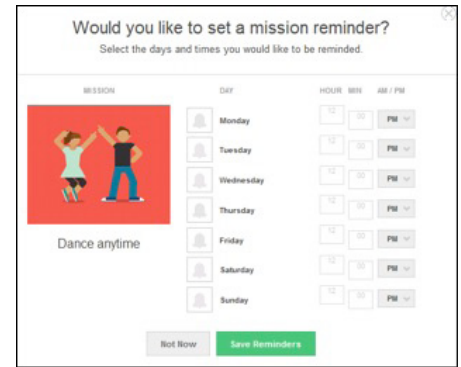 Would you like to set a mission reminder?
Select the days and times you would like to be reminded.
MISSION DAY HOUR MIN AM / PM
Monday 12 00 PM
Tuesday 12 00 PM
Wednesday 12 00 PM
Thursday 12 00 PM
Dance anytime
Friday 12 00 PM
Saturday 12 00 PM
Sunday 12 00 PM
Not Now Save Reminders